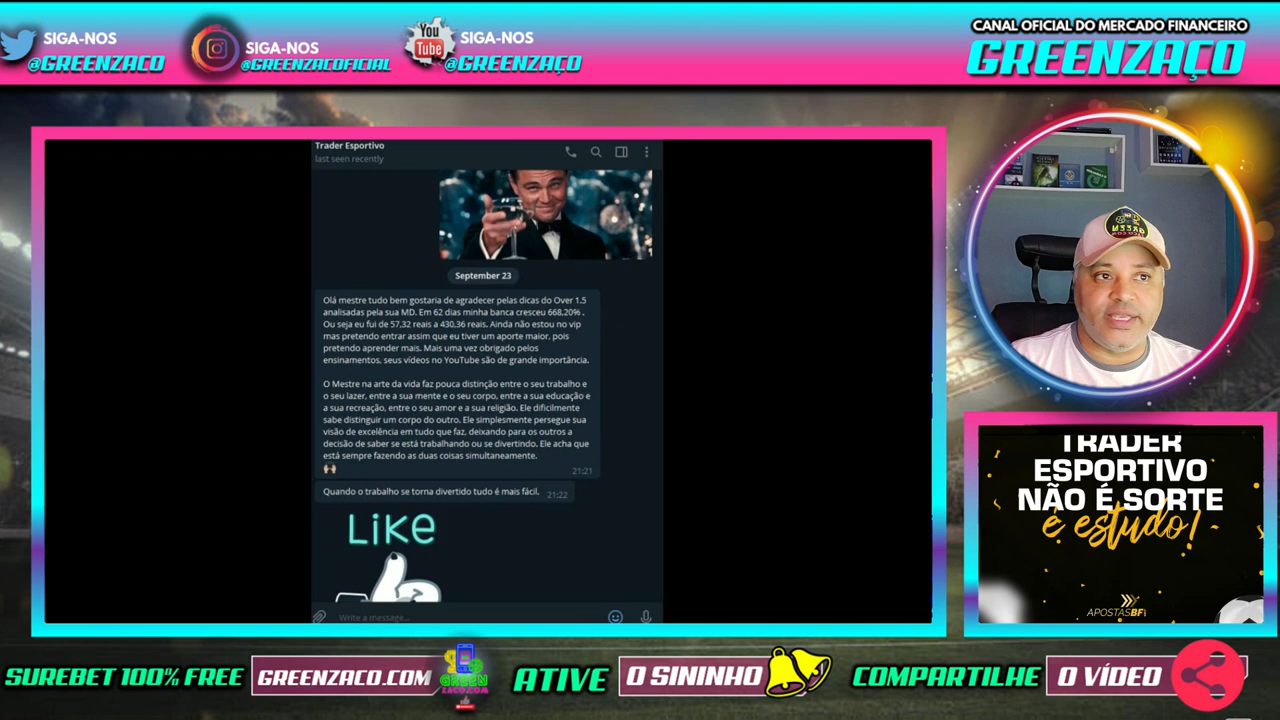 SIGA-NOS
@GREENZACO
SIGA-NOS
@GREENZACOFICIAL
You
Tube
SIGA-NOS
@GREENZAÇO
CANAL OFICIAL DO MERCADO FINANCEIRO
GREENZAÇO
Trader Esportivo
last seen recently
September 23
Olá mestre tudo bem gostaria de agradecer pelas dicas do Over 1.5
analisadas pela sua MD. Em 62 dias minha banca cresceu 668,20% .
Ou seja eu fui de 57,32 reais a 430,36 reais. Ainda não estou no vip
mas pretendo entrar assim que eu tiver um aporte maior, pois
pretendo aprender mais. Mais uma vez obrigado pelos
ensinamentos, seus vídeos no YouTube são de grande importância.
O Mestre na arte da vida faz pouca distinção entre o seu trabalho e
o seu lazer, entre a sua mente e o seu corpo, entre a sua educação e
a sua recreação, entre o seu amor e a sua religião. Ele dificilmente
sabe distinguir um corpo do outro. Ele simplesmente persegue sua
visão de excelência em tudo que faz, deixando para os outros a
decisão de saber se está trabalhando ou se divertindo. Ele acha que
está sempre fazendo as duas coisas simultaneamente.
21:21
Quando o trabalho se torna divertido tudo é mais fácil.
21:22
LiKe
Write a message...
TRADER
ESPORTIVO
NÃO É SORTE
é estudo!
APOSTASBF
SUREBET 100% FREE
GREENZACO.COM
GREEN
ZACO.COM
ATIVE
O SININHO
COMPARTILHE
O VÍDEO